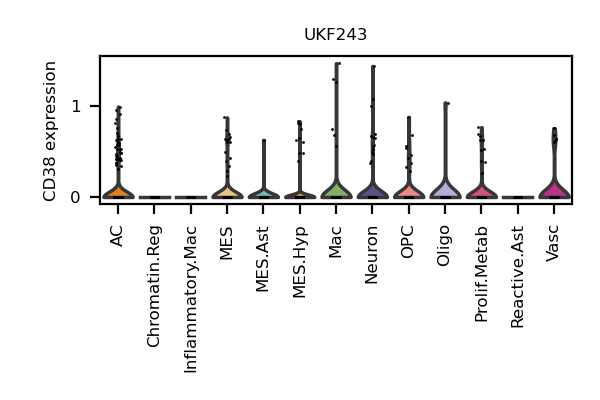 UKF243
CD38 expression
1
0
AC
Chromatin.Reg
Inflammatory.Mac
MES
MES.Ast
MES.Hyp
Mac
Neuron
OPC
Oligo
Prolif.Metab
Reactive.Ast
Vasc